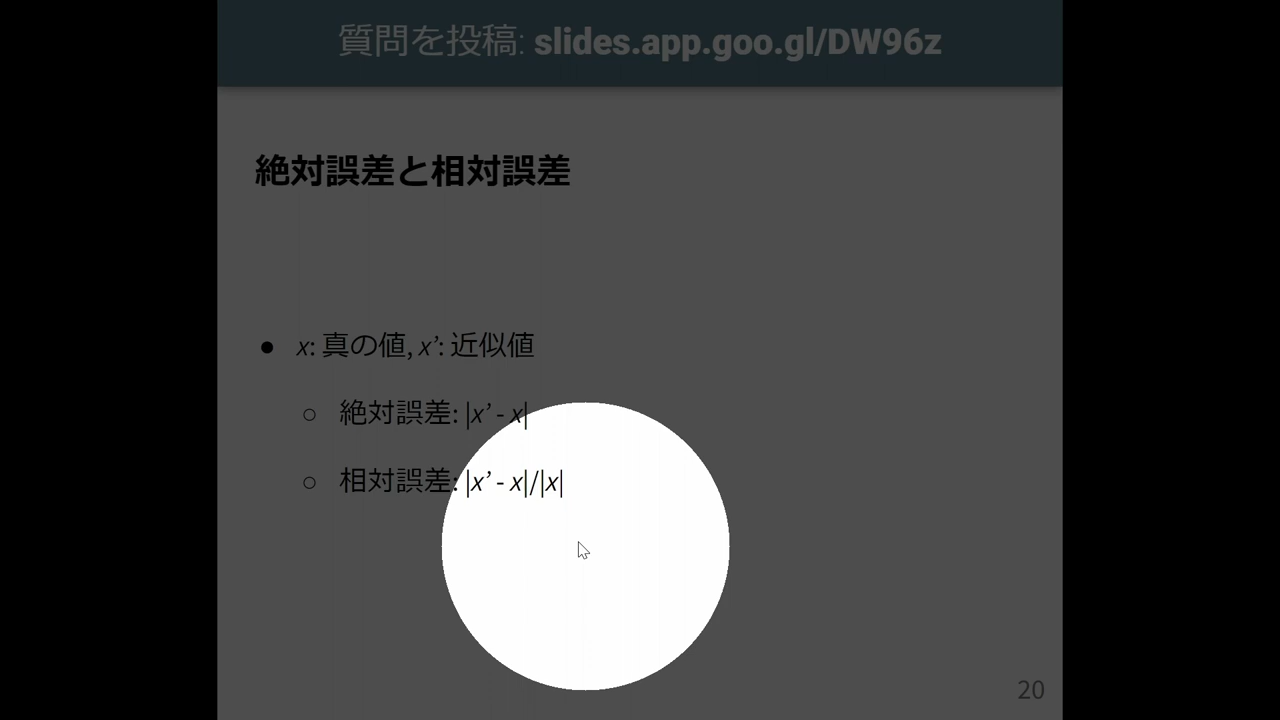 質問を投稿: slides.app.goo.gl/DW96z
絶対誤差と相対誤差
● x: 真の値, x’: 近似値
○ 絶対誤差: |x’ - x|
○ 相対誤差: |x’ - x|/|x|
20